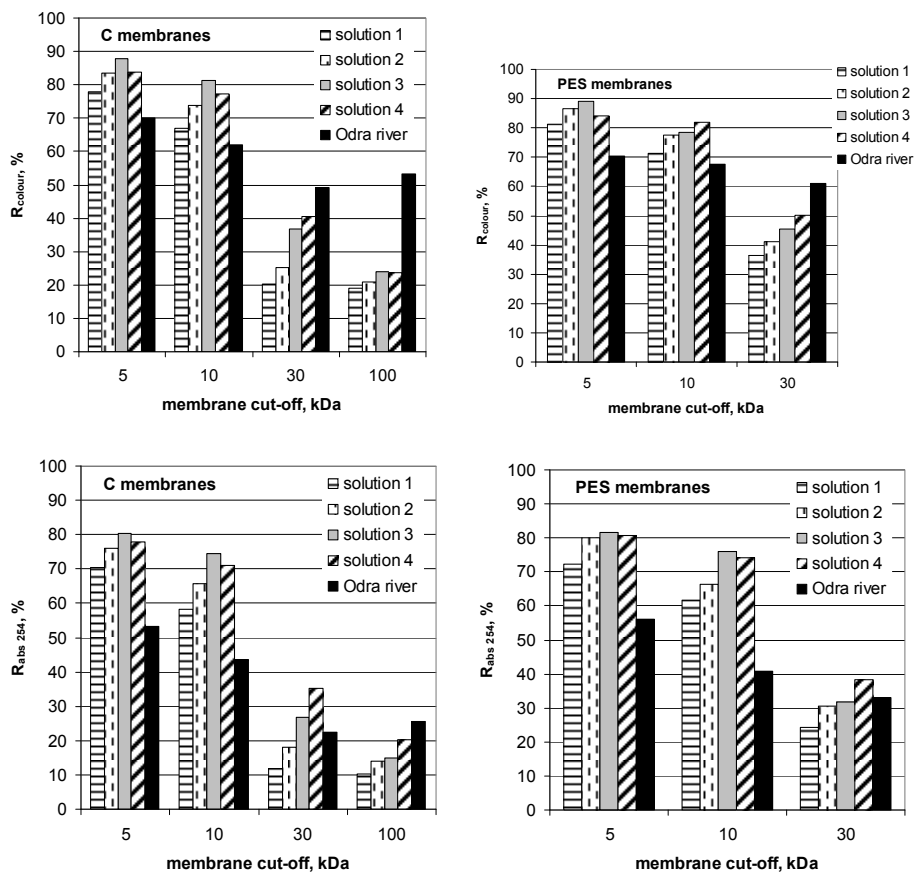 C membranes
solution 1
solution 2
solution 3
solution 4
Odra river
100
90
80
70
60
50
40
30
20
10
0
R colour, %
5 10 30 100
membrane cut-off, kDa
PES membranes
solution 1
solution 2
solution 3
solution 4
Odra river
100
90
80
70
60
50
40
30
20
10
0
R colour, %
5 10 30
membrane cut-off, kDa
C membranes
solution 1
solution 2
solution 3
solution 4
Odra river
100
90
80
70
60
50
40
30
20
10
0
R abs 254, %
5 10 30 100
membrane cut-off, kDa
PES membranes
solution 1
solution 2
solution 3
solution 4
Odra river
100
90
80
70
60
50
40
30
20
10
0
R abs 254, %
5 10 30
membrane cut-off, kDa